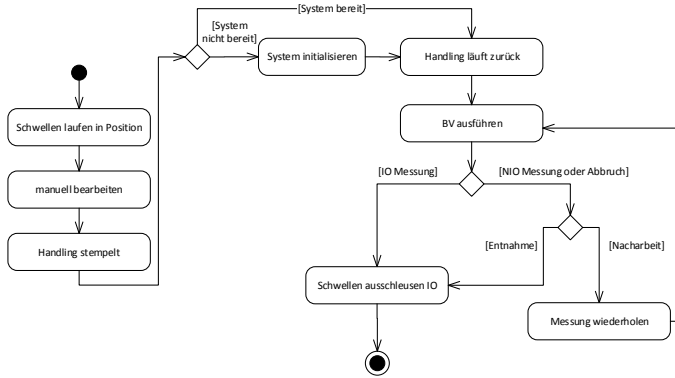 [System bereit]
[System
nicht bereit]
System initialisieren
Handling läuft zurück
Schwellen laufen in Position
BV ausführen
manuell bearbeiten
[IO Messung]
[NIO Messung oder Abbruch]
Handling stempelt
[Entnahme]
[Nacharbeit]
Schwellen ausschleusen IO
Messung wiederholen